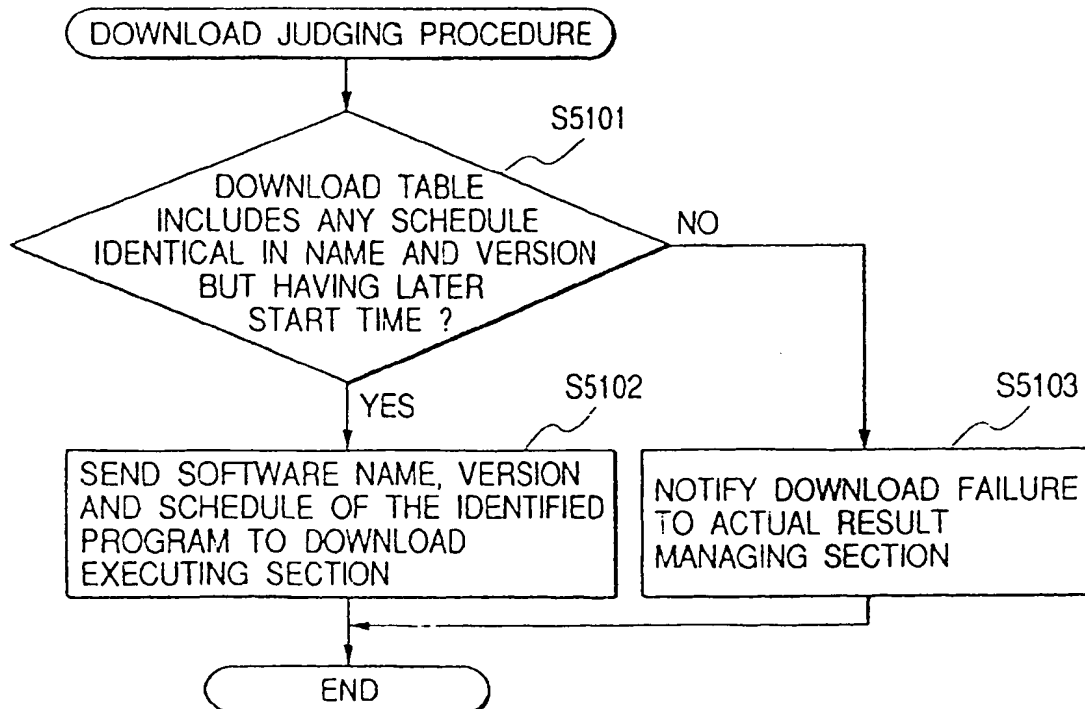 DOWNLOAD JUDGING PROCEDURE
S5101
DOWNLOAD TABLE
INCLUDES ANY SCHEDULE
IDENTICAL IN NAME AND VERSION
BUT HAVING LATER
START TIME ?
NO
YES
S5102
SEND SOFTWARE NAME, VERSION
AND SCHEDULE OF THE IDENTIFIED
PROGRAM TO DOWNLOAD
EXECUTING SECTION
S5103
NOTIFY DOWNLOAD FAILURE
TO ACTUAL RESULT
MANAGING SECTION
END